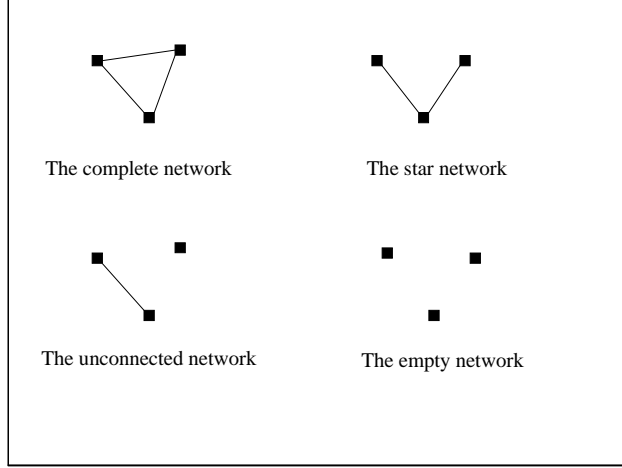 The complete network
The star network
The unconnected network
The empty network